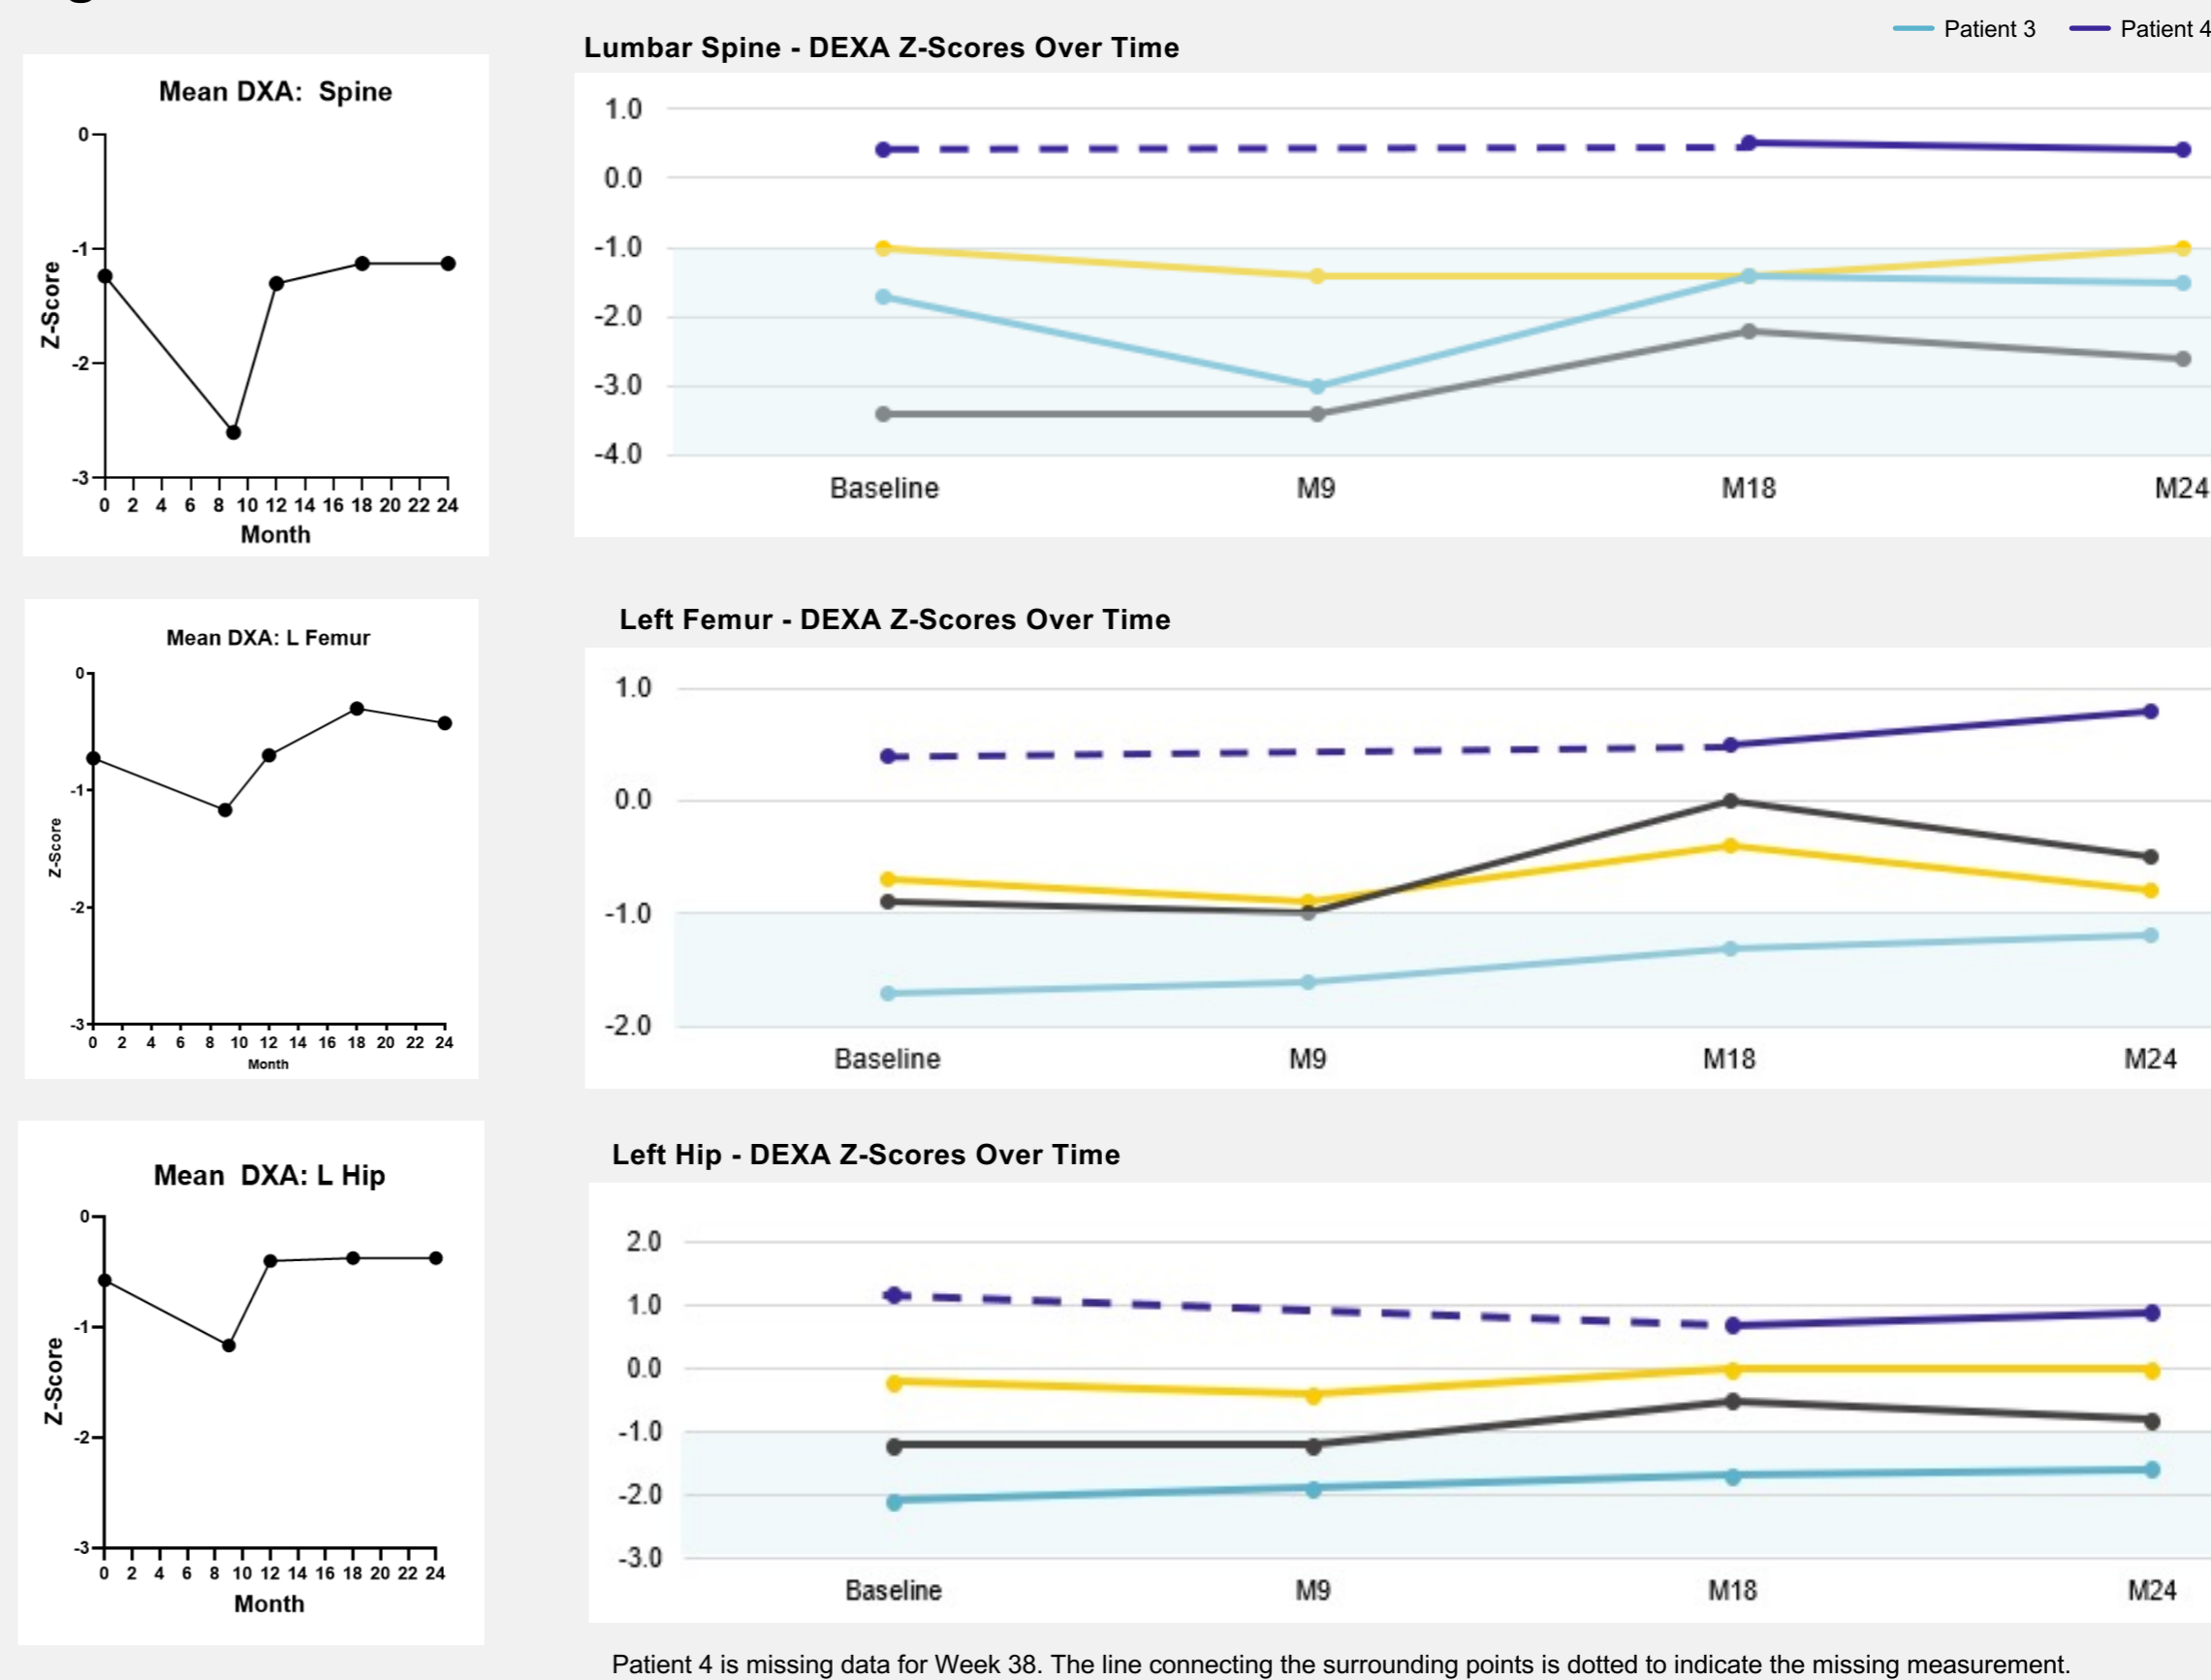 Patient 3 Patient 4
Mean DXA: Spine
0
-1
-2
-3
Z-Score
0 2 4 6 8 10 12 14 16 18 20 22 24
Month
Lumbar Spine - DEXA Z-Scores Over Time
1.0
0.0
-1.0
-2.0
-3.0
-4.0
Baseline M9 M18 M24
Mean DXA: L Femur
0
-1
-2
-3
Z-Score
0 2 4 6 8 10 12 14 16 18 20 22 24
Month
Left Femur - DEXA Z-Scores Over Time
1.0
0.0
-1.0
-2.0
Baseline M9 M18 M24
Mean DXA: L Hip
0
-1
-2
-3
Z-Score
0 2 4 6 8 10 12 14 16 18 20 22 24
Month
Left Hip - DEXA Z-Scores Over Time
2.0
1.0
0.0
-1.0
-2.0
-3.0
Baseline M9 M18 M24
Patient 4 is missing data for Week 38. The line connecting the surrounding points is dotted to indicate the missing measurement.